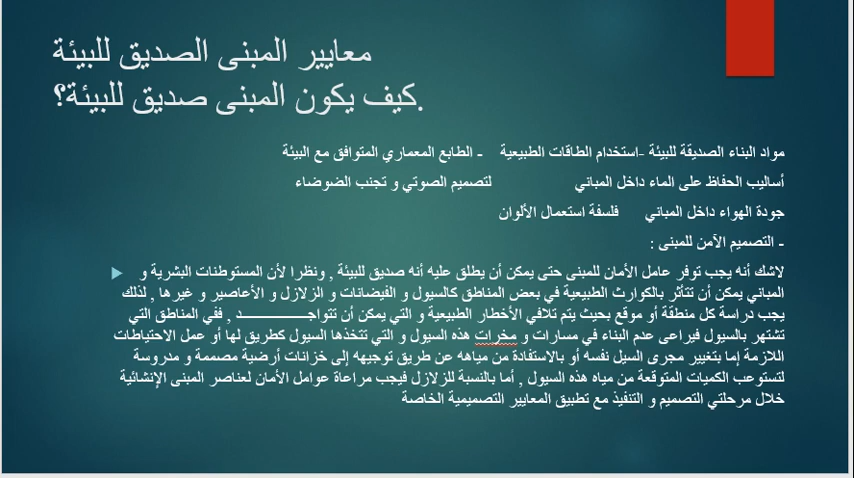 معايير المبنى الصديق للبيئة
كيف يكون المبنى صديق للبيئة؟.
مواد البناء الصديقة للبيئة -استخدام الطاقات الطبيعية - الطابع المعماري المتوافق مع البيئة
أساليب الحفاظ على الماء داخل المباني لتصميم الصوتي و تجنب الضوضاء
جودة الهواء داخل المباني فلسفة استعمال الألوان
- التصميم الآمن للمبنى :
لاشك أنه يجب توفر عامل الأمان للمبنى حتى يمكن أن يطلق عليه أنه صديق للبيئة , ونظرا لأن المستوطنات البشرية و
المباني يمكن أن تتأثر بالكوارث الطبيعية في بعض المناطق كالسيول و الفيضانات و الزلازل و الأعاصير و غيرها , لذلك
يجب دراسة كل منطقة أو موقع بحيث يتم تلافي الأخطار الطبيعية و التي يمكن أن تتواجــــــــــــد , ففي المناطق التي
تشتهر بالسيول فيراعى عدم البناء في مسارات و مخرات هذه السيول و التي تتخذها السيول كطريق لها أو عمل الاحتياطات
اللازمة إما بتغيير مجرى السيل نفسه أو بالاستفادة من مياهه عن طريق توجيهه إلى خزانات أرضية مصممة و مدروسة
لتستوعب الكميات المتوقعة من مياه هذه السيول , أما بالنسبة للزلازل فيجب مراعاة عوامل الأمان لعناصر المبنى الإنشائية
خلال مرحلتي التصميم و التنفيذ مع تطبيق المعايير التصميمية الخاصة